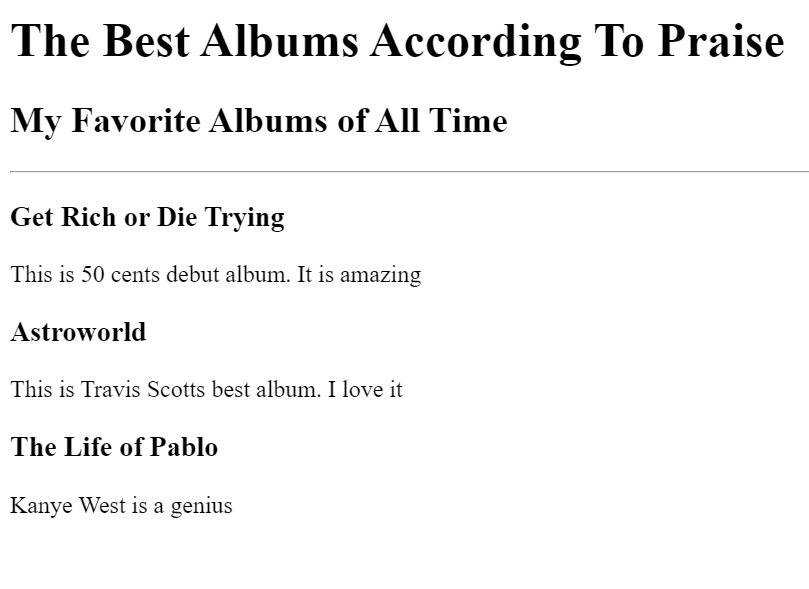 The Best Albums According To Praise
My Favorite Albums of All Time
Get Rich or Die Trying
This is 50 cents debut album. It is amazing
Astroworld
This is Travis Scotts best album. I love it
The Life of Pablo
Kanye West is a genius